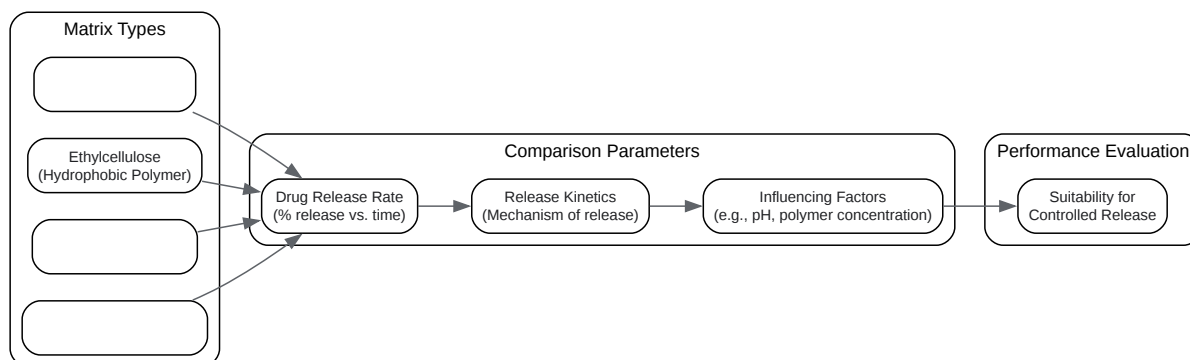 Matrix Types
Ethylcellulose
(Hydrophobic Polymer)
Comparison Parameters
Drug Release Rate
(% release vs. time)
Release Kinetics
(Mechanism of release)
Influencing Factors
(e.g., pH, polymer concentration)
Performance Evaluation
Suitability for
Controlled Release